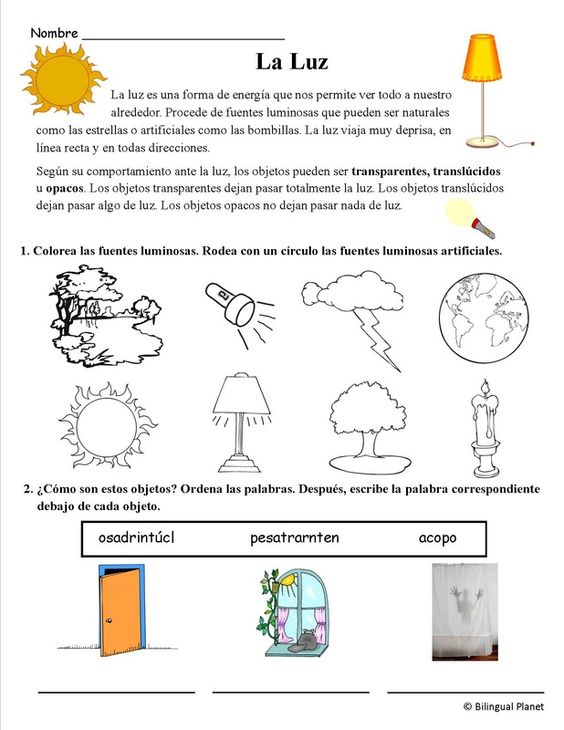 Nombre
La Luz
La luz es una forma de energía que nos permite ver todo a nuestro
alrededor. Procede de fuentes luminosas que pueden ser naturales
como las estrellas o artificiales como las bombillas. La luz viaja muy deprisa, en
línea recta y en todas direcciones.
Según su comportamiento ante la luz, los objetos pueden ser transparentes, translúcidos
u opacos. Los objetos transparentes dejan pasar totalmente la luz. Los objetos translúcidos
dejan pasar algo de luz. Los objetos opacos no dejan pasar nada de luz.
1. Colorea las fuentes luminosas. Rodea con un círculo las fuentes luminosas artificiales.
2. ¿Cómo son estos objetos? Ordena las palabras. Después, escribe la palabra correspondiente
debajo de cada objeto.
osadrintúcl pesatrarnten acopo
© Bilingual Planet